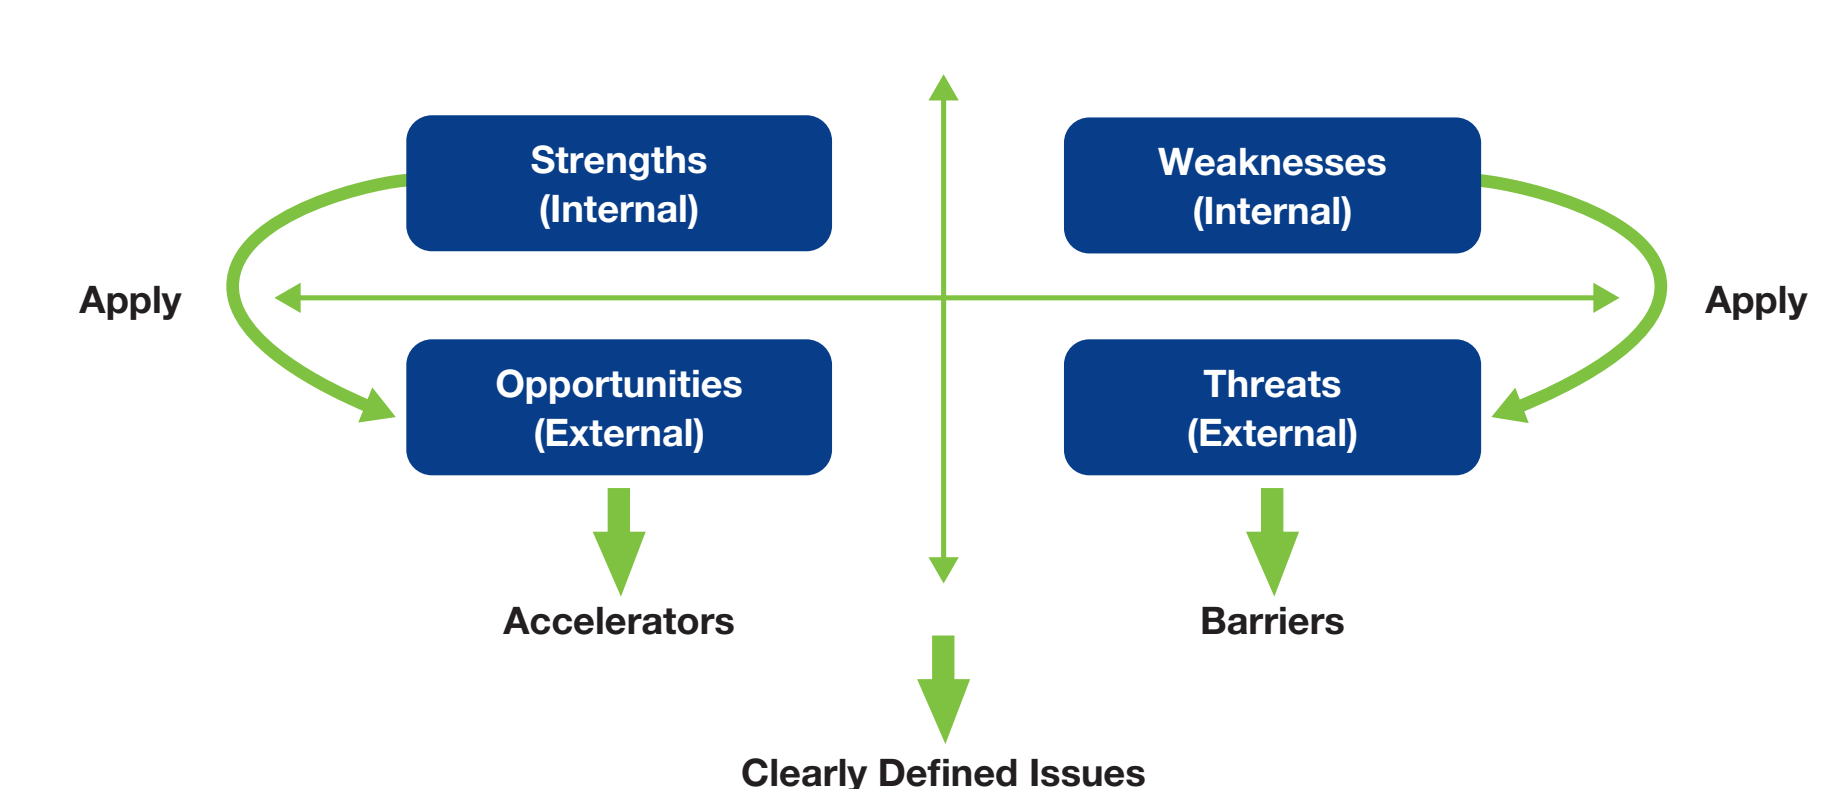 Strengths
(Internal)
Weaknesses
(Internal)
Apply
Apply
Opportunities
(External)
Threats
(External)
Accelerators
Barriers
Clearly Defined Issues